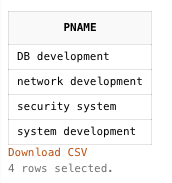 PNAME
DB development
network development
security system
system development
Download CSV
4 rows selected.